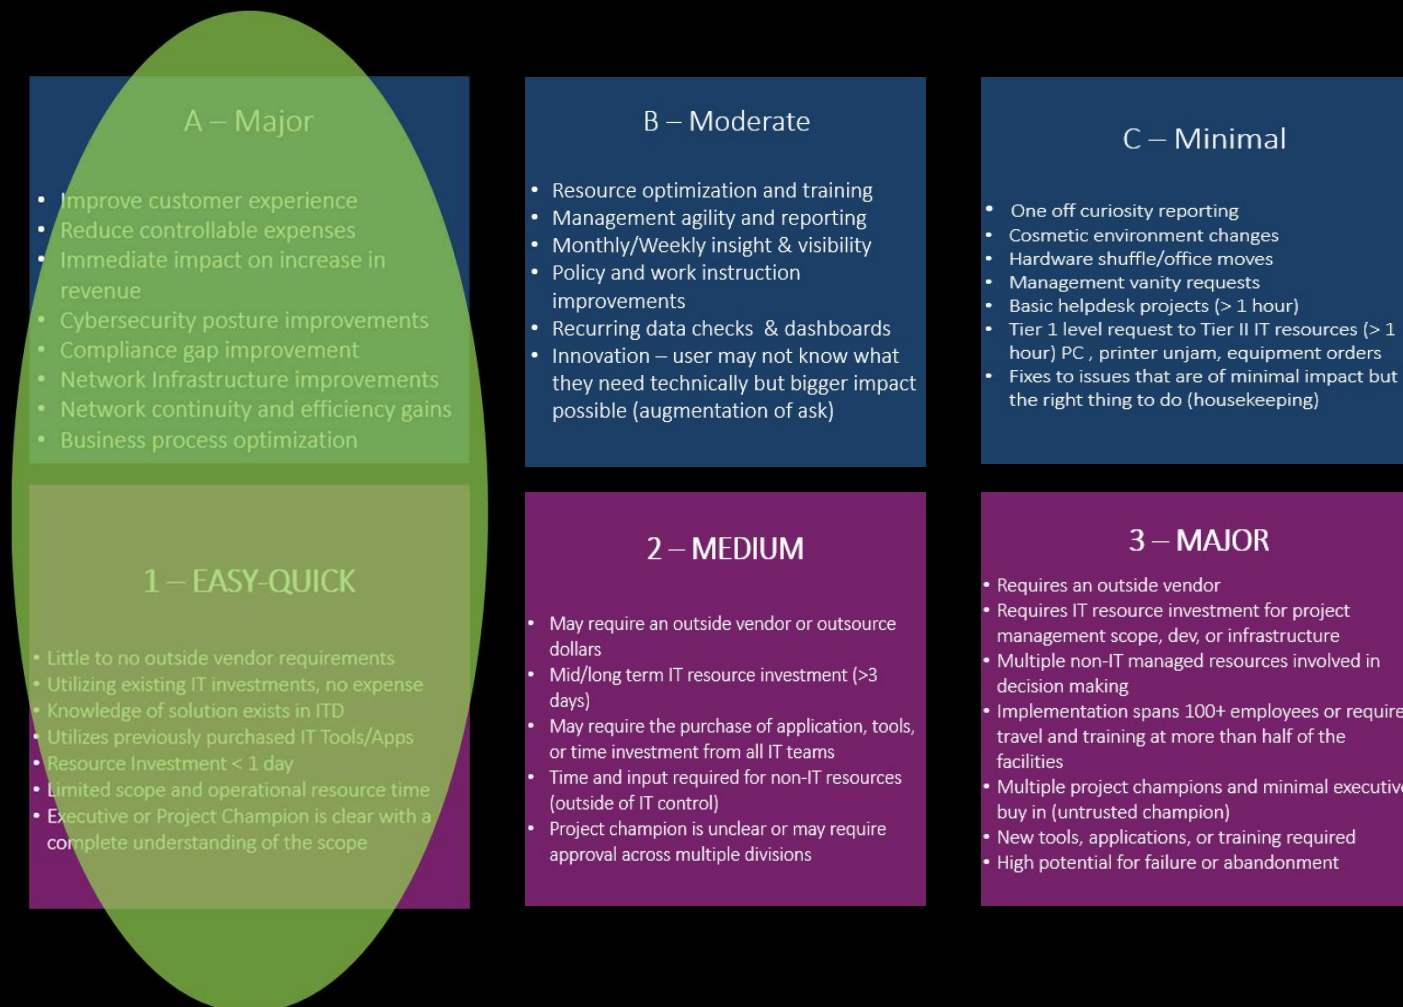 A – Major
• Improve customer experience
• Reduce controllable expenses
• Immediate impact on increase in
revenue
• Cybersecurity posture improvements
• Compliance gap improvement
• Network Infrastructure improvements
• Network continuity and efficiency gains
• Business process optimization
B – Moderate
• Resource optimization and training
• Management agility and reporting
• Monthly/Weekly insight & visibility
• Policy and work instruction
improvements
• Recurring data checks & dashboards
• Innovation – user may not know what
they need technically but bigger impact
possible (augmentation of ask)
C – Minimal
• One off curiosity reporting
• Cosmetic environment changes
• Hardware shuffle/office moves
• Management vanity requests
• Basic helpdesk projects (> 1 hour)
• Tier 1 level request to Tier II IT resources (> 1
hour) PC , printer unjam, equipment orders
• Fixes to issues that are of minimal impact but
the right thing to do (housekeeping)
1 – EASY-QUICK
• Little to no outside vendor requirements
• Utilizing existing IT investments, no expense
• Knowledge of solution exists in ITD
• Utilizes previously purchased IT Tools/Apps
• Resource Investment < 1 day
• Limited scope and operational resource time
• Executive or Project Champion is clear with a
complete understanding of the scope
2 – MEDIUM
• May require an outside vendor or outsource
dollars
• Mid/long term IT resource investment (>3
days)
• May require the purchase of application, tools,
or time investment from all IT teams
• Time and input required for non-IT resources
(outside of IT control)
• Project champion is unclear or may require
approval across multiple divisions
3 – MAJOR
• Requires an outside vendor
• Requires IT resource investment for project
management scope, dev, or infrastructure
• Multiple non-IT managed resources involved in
decision making
• Implementation spans 100+ employees or require
travel and training at more than half of the
facilities
• Multiple project champions and minimal executive
buy in (untrusted champion)
• New tools, applications, or training required
• High potential for failure or abandonment